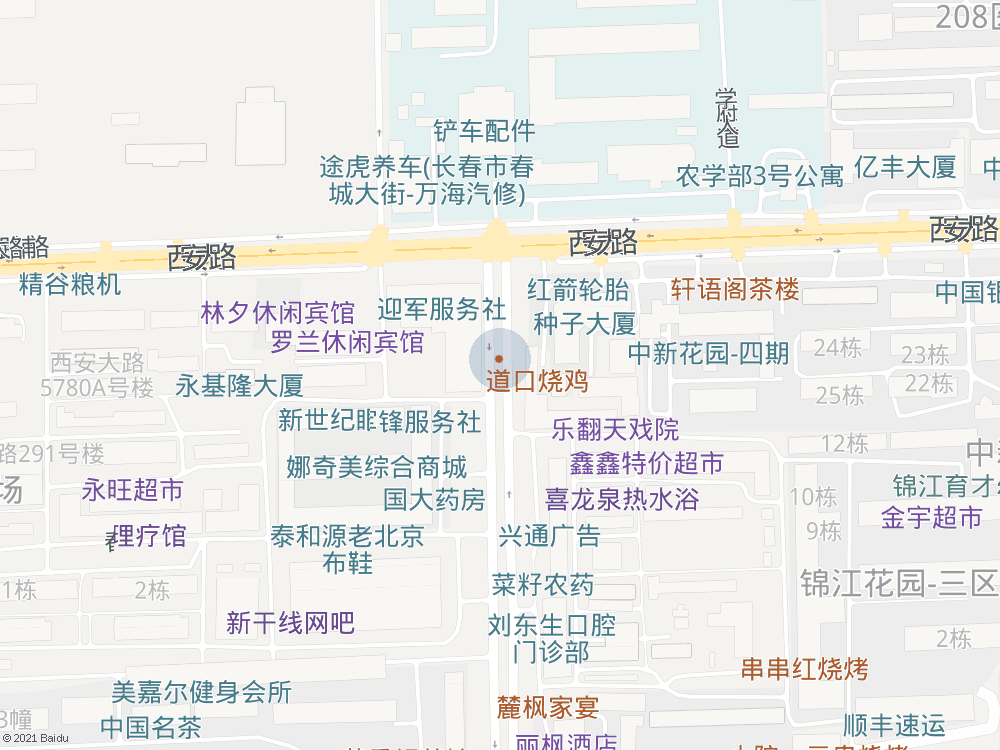 208国
学府大道
铲车配件
途虎养车(长春市春
城大街-万海汽修)
农学部3号公寓
亿丰大厦
西安大路
西安大路
西安大路
精谷粮机
林夕休闲宾馆
迎军服务社
红箭轮胎
轩语阁茶楼
中国银
罗兰休闲宾馆
种子大厦
西安大路
5780A号楼
中新花园-四期
24栋
23栋
永基隆大厦
道口烧鸡
22栋
25栋
新世纪
锋服务社
乐翻天戏院
12栋
路291号楼
娜奇美综合商城
鑫鑫特价超市
场
永旺超市
国大药房
喜龙泉热水浴
10栋
锦江育才幼
金宇超市
理疗馆
泰和源老北京
布鞋
兴通广告
9栋
1栋
2栋
菜籽农药
锦江花园-三区
新干线网吧
刘东生口腔
门诊部
2栋
串串红烧烤
美嘉尔健身会所
麓枫家宴
3幢
中国名茶
顺丰速运
丽枫酒店
© 2021 Baidu